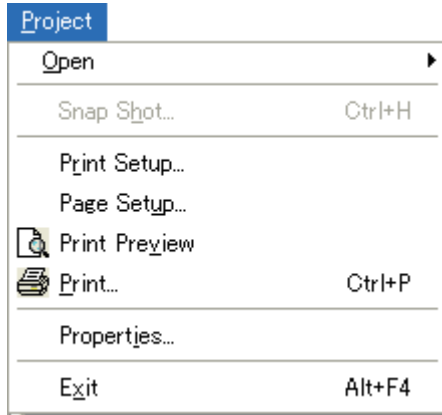 Project
Open
Snap Shot... Ctrl+H
Print Setup...
Page Setup...
Print Preview
Print... Ctrl+P
Properties...
Exit Alt+F4